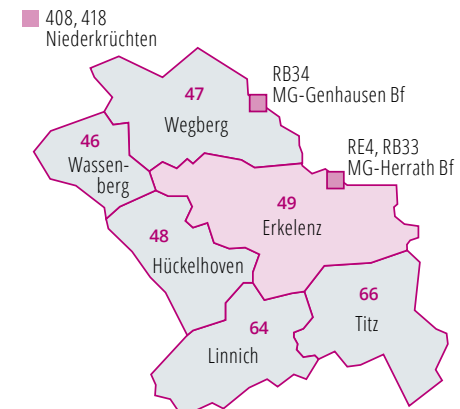 408, 418
Niederkrüchten
RB34
MG-Genhausen Bf
47
Wegberg
RE4, RB33
MG-Herrath Bf
46
Wassen-
berg
49
Erkelenz
48
Hückelhoven
66
Titz
64
Linnich